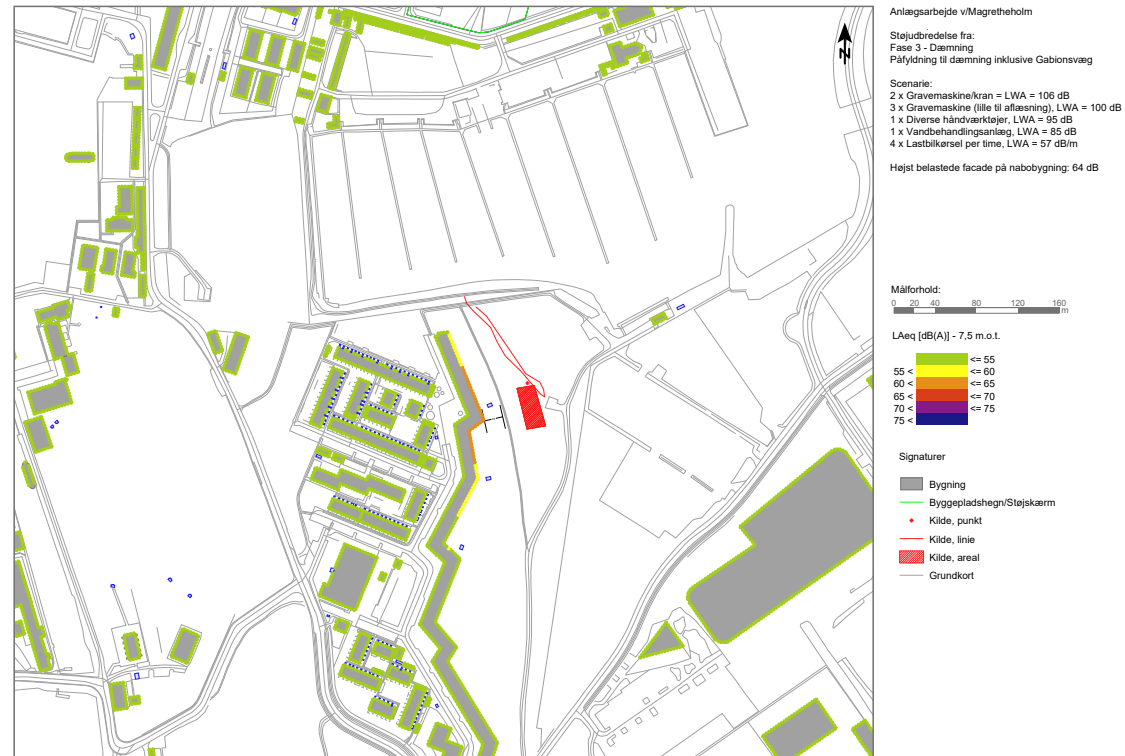 Anlægsarbejde v/Magretheholm
Støjudbredelse fra:
Fase 3 - Dæmning
Påfyldning til dæmning inklusive Gabionsvæg
Scenarie:
2 x Gravemaskine/kran = LWA = 106 dB
3 x Gravemaskine (lille til aflæsning), LWA = 100 dB
1 x Diverse håndværktøjer, LWA = 95 dB
1 x Vandbehandlingsanlæg, LWA = 85 dB
4 x Lastbilkørsel per time, LWA = 57 dB/m
Højst belastede facade på nabobygning: 64 dB
N
Målforhold:
0 20 40 80 120 160
m
LAeq [dB(A)] - 7,5 m.o.t.
<= 55
55 < <= 60
60 < <= 65
65 < <= 70
70 < <= 75
75 <
Signaturer
Bygning
Byggepladshegn/Støjskærm
Kilde, punkt
Kilde, linie
Kilde, areal
Grundkort